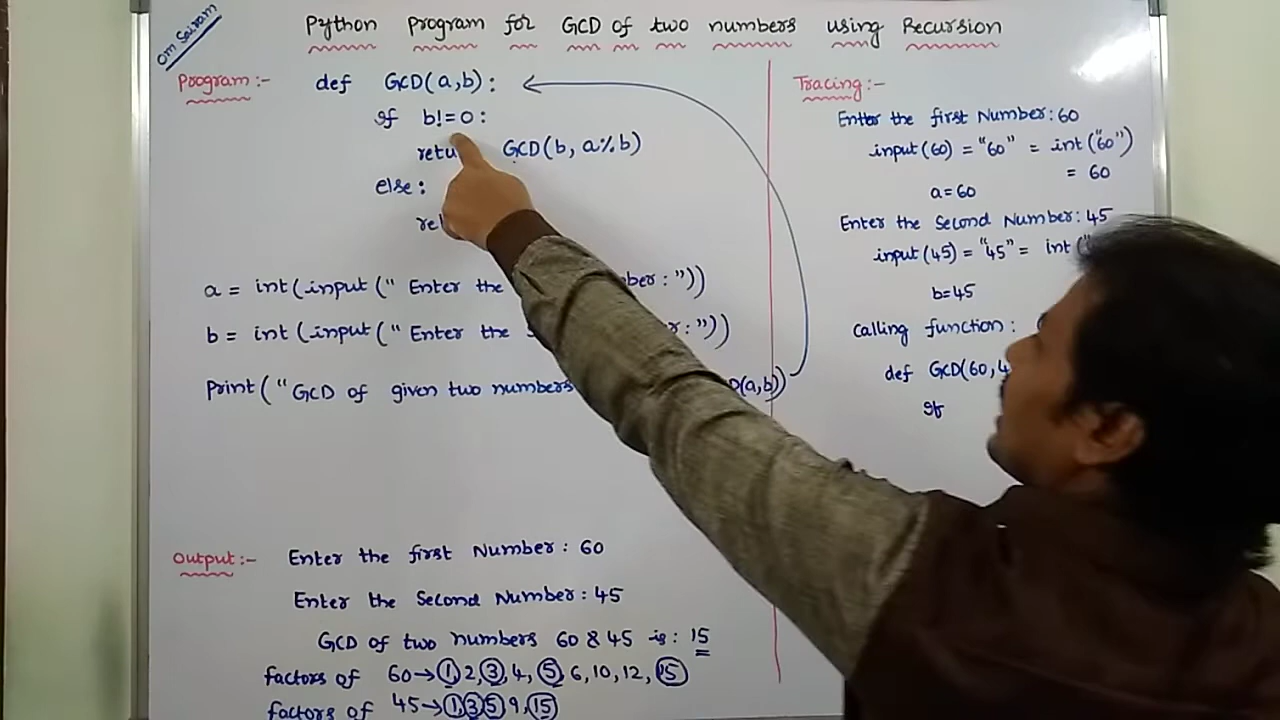 Om Sairam
Python Program for GCD of two numbers using Recursion
Program:-
def GCD(a,b):
if b!=0:
GCD(b, a%b)
else:
a = int(input(" Enter the
:"))
b = int(input(" Enter the
:"))
Print("GCD of given two numbers
(a,b))
Output:- Enter the first Number: 60
Enter the Second Number: 45
GCD of two numbers 60 & 45 is: 15
factors of 60→1, 2, 3, 4, 5, 6, 10, 12, 15
factors of 45→1, 3, 5, 9, 15
Tracing:-
Enter the first Number: 60
input(60) = "60" = int("60")
= 60
a=60
Enter the Second Number: 45
input(45) = "45" = int("
b=45
calling function:
def GCD(60,4
if